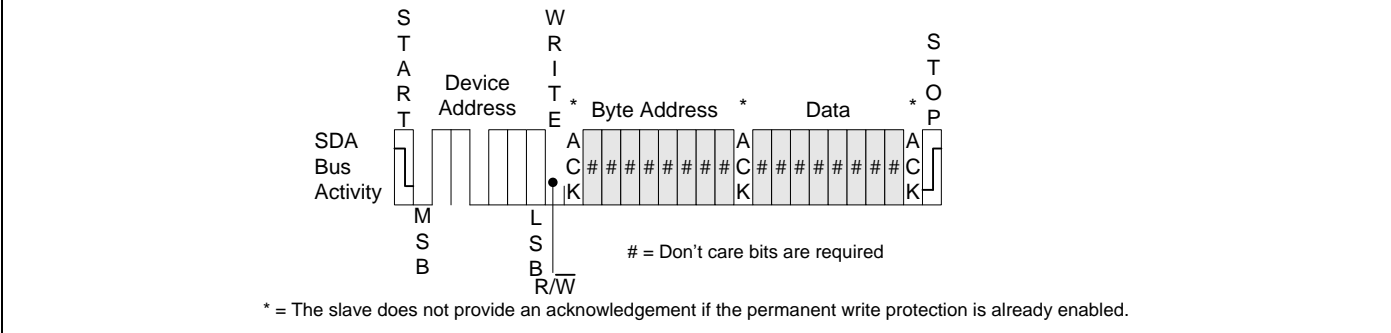 START
WRITE
STOP
Device
Address
* Byte Address * Data *
SDA
Bus
Activity
ACK
# # # # # # # #
ACK
# # # # # # # #
ACK
MSB
LSB
R/W
# = Don't care bits are required
* = The slave does not provide an acknowledgement if the permanent write protection is already enabled.